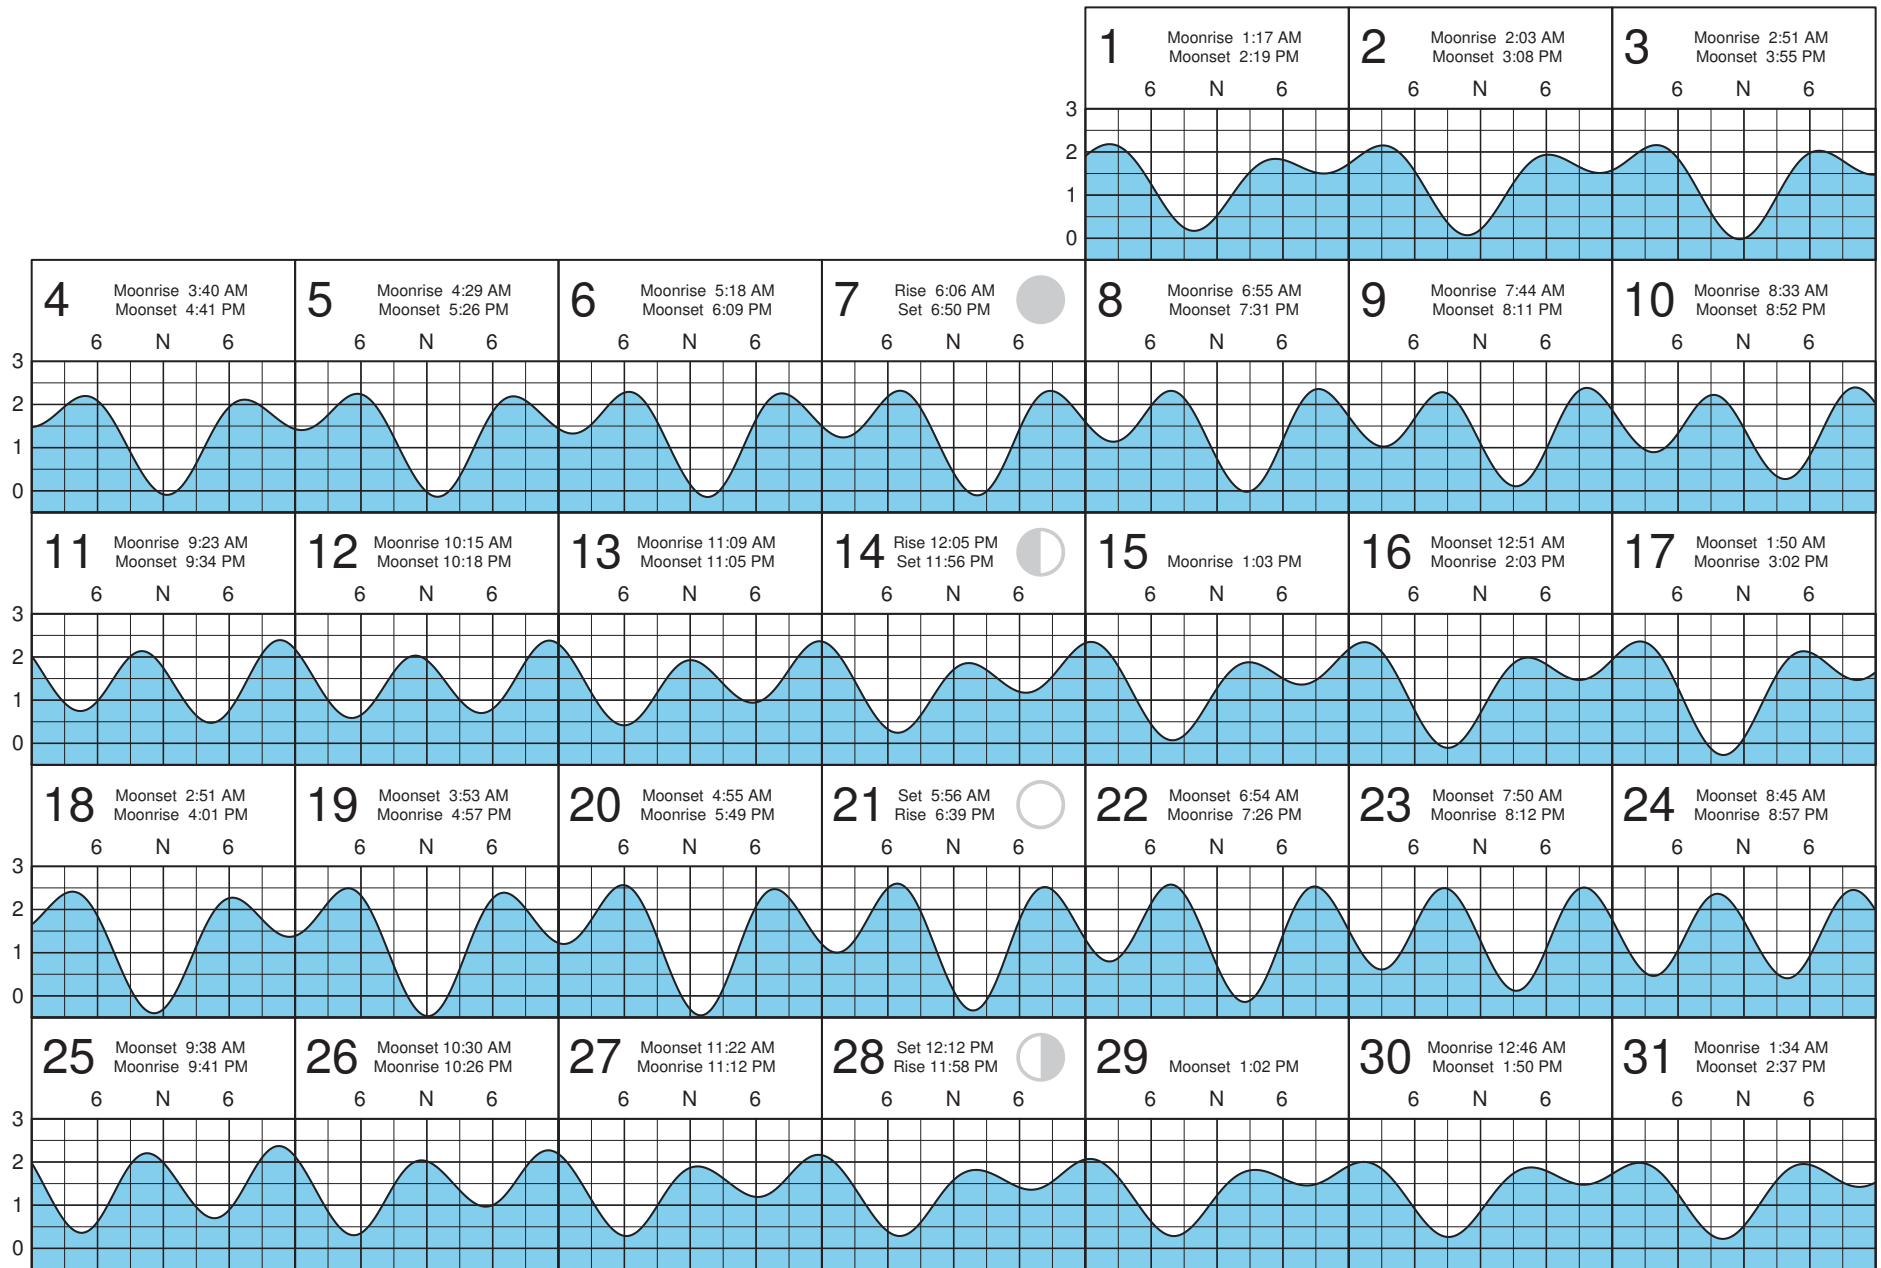 1 Moonrise 1:17 AM
Moonset 2:19 PM
2 Moonrise 2:03 AM
Moonset 3:08 PM
3 Moonrise 2:51 AM
Moonset 3:55 PM
6 N 6 6 N 6 6 N 6
3
2
1
0
4 Moonrise 3:40 AM
Moonset 4:41 PM
5 Moonrise 4:29 AM
Moonset 5:26 PM
6 Moonrise 5:18 AM
Moonset 6:09 PM
7 Rise 6:06 AM
Set 6:50 PM
8 Moonrise 6:55 AM
Moonset 7:31 PM
9 Moonrise 7:44 AM
Moonset 8:11 PM
10 Moonrise 8:33 AM
Moonset 8:52 PM
6 N 6 6 N 6 6 N 6 6 N 6 6 N 6 6 N 6 6 N 6
3
2
1
0
11 Moonrise 9:23 AM
Moonset 9:34 PM
12 Moonrise 10:15 AM
Moonset 10:18 PM
13 Moonrise 11:09 AM
Moonset 11:05 PM
14 Rise 12:05 PM
Set 11:56 PM
15 Moonrise 1:03 PM
16 Moonset 12:51 AM
Moonrise 2:03 PM
17 Moonset 1:50 AM
Moonrise 3:02 PM
6 N 6 6 N 6 6 N 6 6 N 6 6 N 6 6 N 6 6 N 6
3
2
1
0
18 Moonset 2:51 AM
Moonrise 4:01 PM
19 Moonset 3:53 AM
Moonrise 4:57 PM
20 Moonset 4:55 AM
Moonrise 5:49 PM
21 Set 5:56 AM
Rise 6:39 PM
22 Moonset 6:54 AM
Moonrise 7:26 PM
23 Moonset 7:50 AM
Moonrise 8:12 PM
24 Moonset 8:45 AM
Moonrise 8:57 PM
6 N 6 6 N 6 6 N 6 6 N 6 6 N 6 6 N 6 6 N 6
3
2
1
0
25 Moonset 9:38 AM
Moonrise 9:41 PM
26 Moonset 10:30 AM
Moonrise 10:26 PM
27 Moonset 11:22 AM
Moonrise 11:12 PM
28 Set 12:12 PM
Rise 11:58 PM
29 Moonset 1:02 PM
30 Moonrise 12:46 AM
Moonset 1:50 PM
31 Moonrise 1:34 AM
Moonset 2:37 PM
6 N 6 6 N 6 6 N 6 6 N 6 6 N 6 6 N 6 6 N 6
3
2
1
0